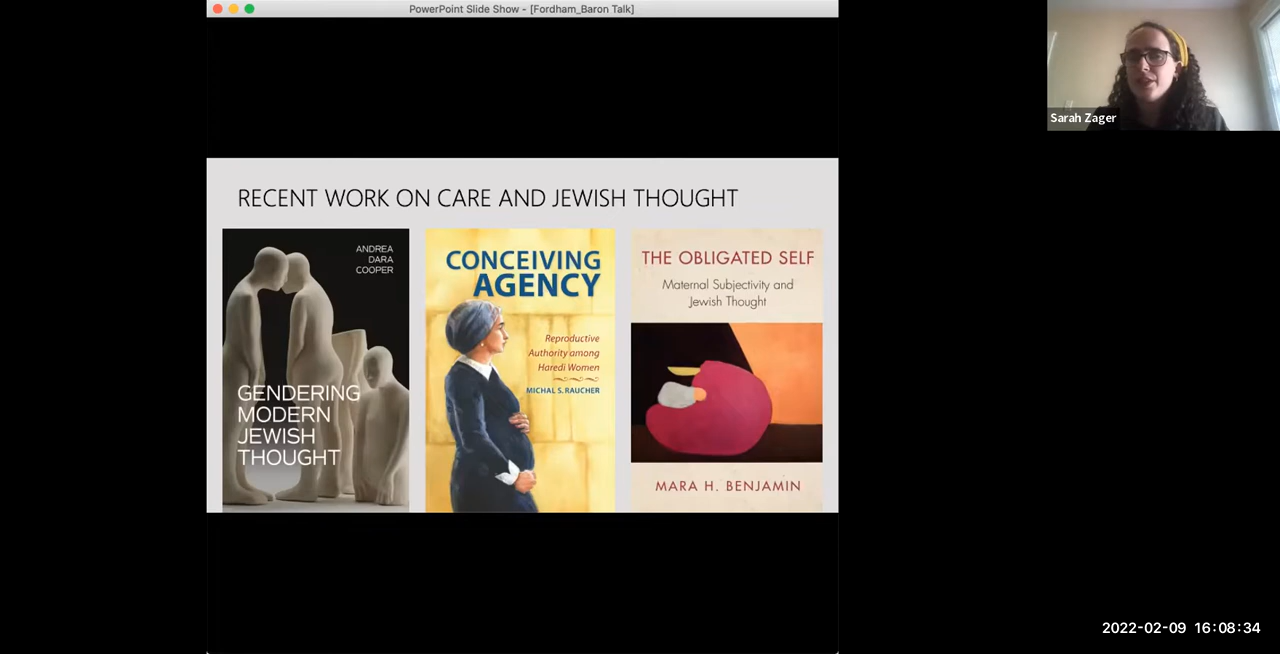 PowerPoint Slide Show - [Fordham_Baron Talk]
Sarah Zager
RECENT WORK ON CARE AND JEWISH THOUGHT
ANDREA
DARA
COOPER
GENDERING
MODERN
JEWISH
THOUGHT
CONCEIVING
AGENCY
Reproductive
Authority among
Haredi Women
MICHAL S. RAUCHER
THE OBLIGATED SELF
Maternal Subjectivity and
Jewish Thought
MARA H. BENJAMIN
2022-02-09 16:08:34